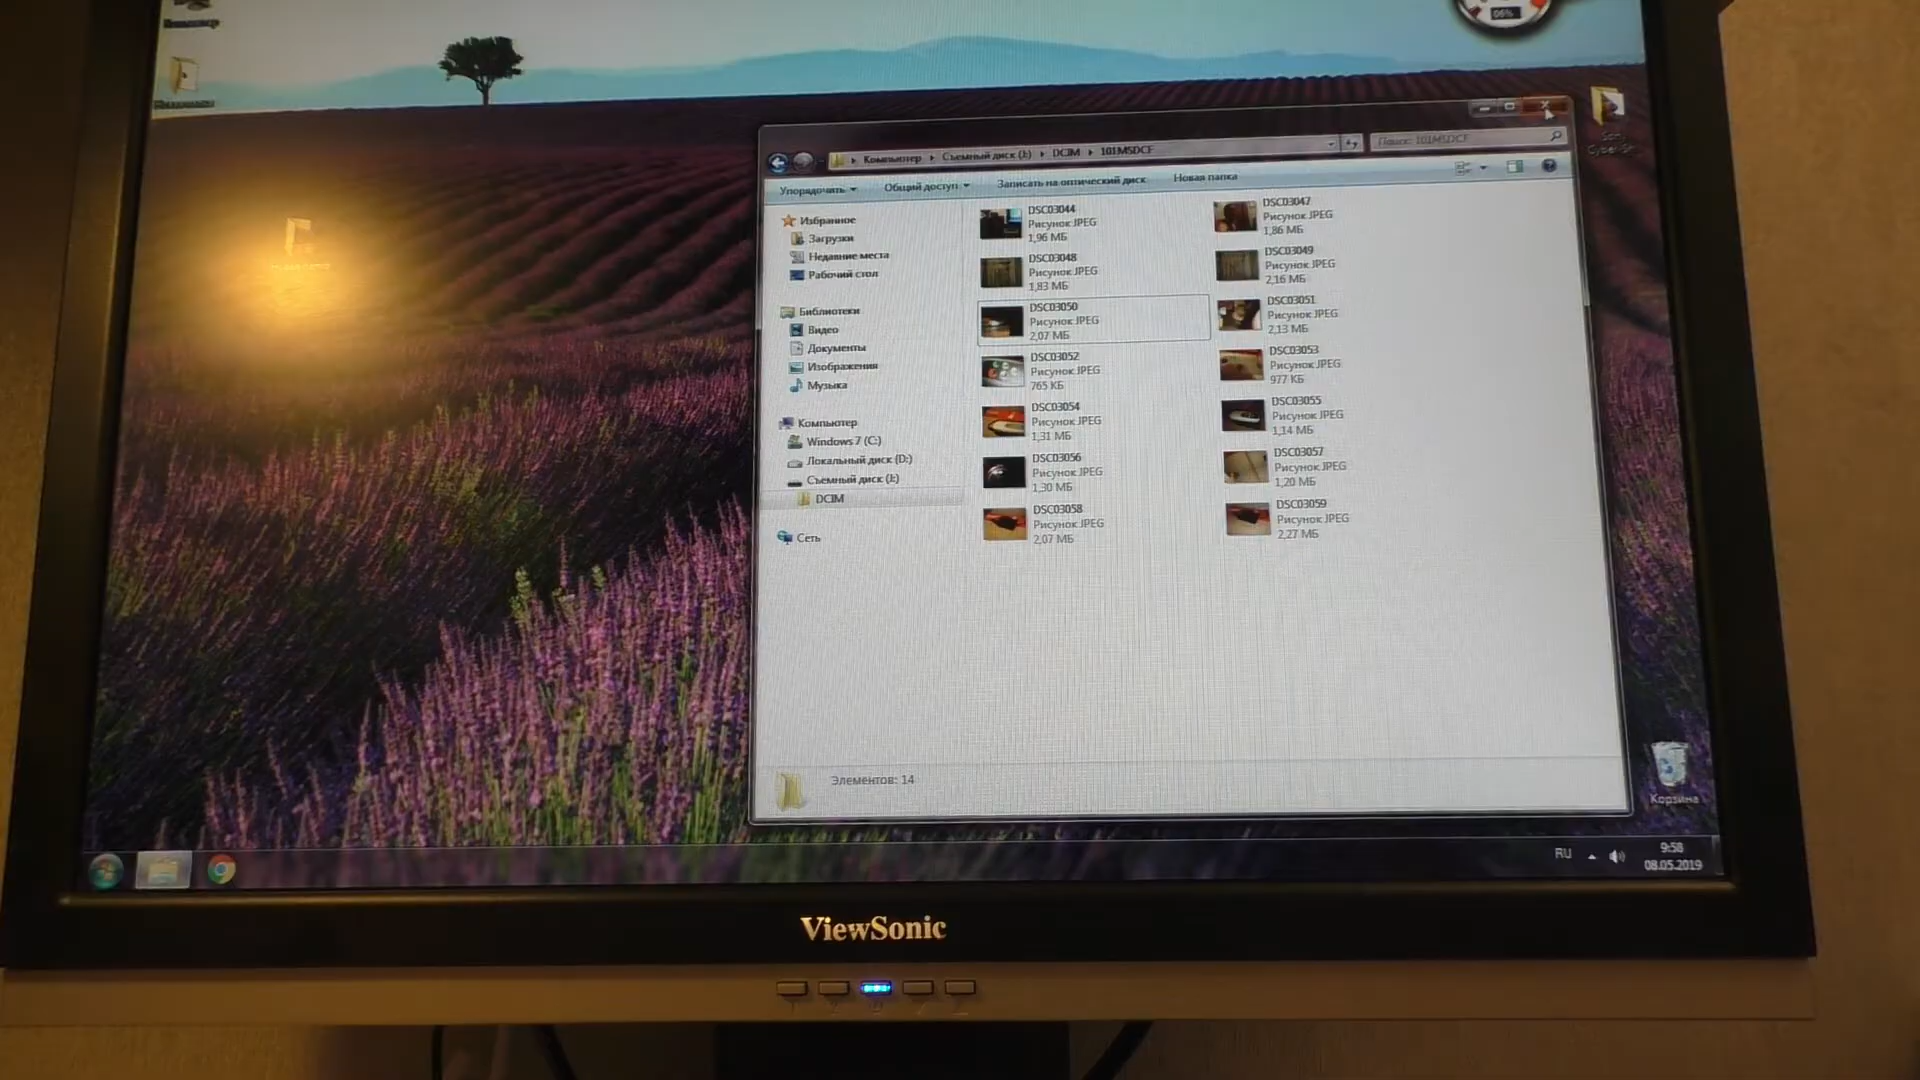 06%
Sony
Компьютер ▸ Съемный диск (I:) ▸ DCIM ▸ 101MSDCF
Поиск: 101MSDCF
Упорядочить
Общий доступ
Записать на оптический диск
Новая папка
Избранное
Загрузки
Недавние места
Рабочий стол
Библиотеки
Видео
Документы
Изображения
Музыка
Компьютер
Windows 7 (C:)
Локальный диск (D:)
Съемный диск (I:)
DCIM
Сеть
DSC03044
Рисунок JPEG
1,96 МБ
DSC03047
Рисунок JPEG
1,86 МБ
DSC03048
Рисунок JPEG
1,83 МБ
DSC03049
Рисунок JPEG
2,16 МБ
DSC03050
Рисунок JPEG
2,07 МБ
DSC03051
Рисунок JPEG
2,13 МБ
DSC03052
Рисунок JPEG
765 КБ
DSC03053
Рисунок JPEG
977 КБ
DSC03054
Рисунок JPEG
1,31 МБ
DSC03055
Рисунок JPEG
1,14 МБ
DSC03056
Рисунок JPEG
1,30 МБ
DSC03057
Рисунок JPEG
1,20 МБ
DSC03058
Рисунок JPEG
2,07 МБ
DSC03059
Рисунок JPEG
2,27 МБ
Элементов: 14
Корзина
RU
9:58
08.05.2019
ViewSonic